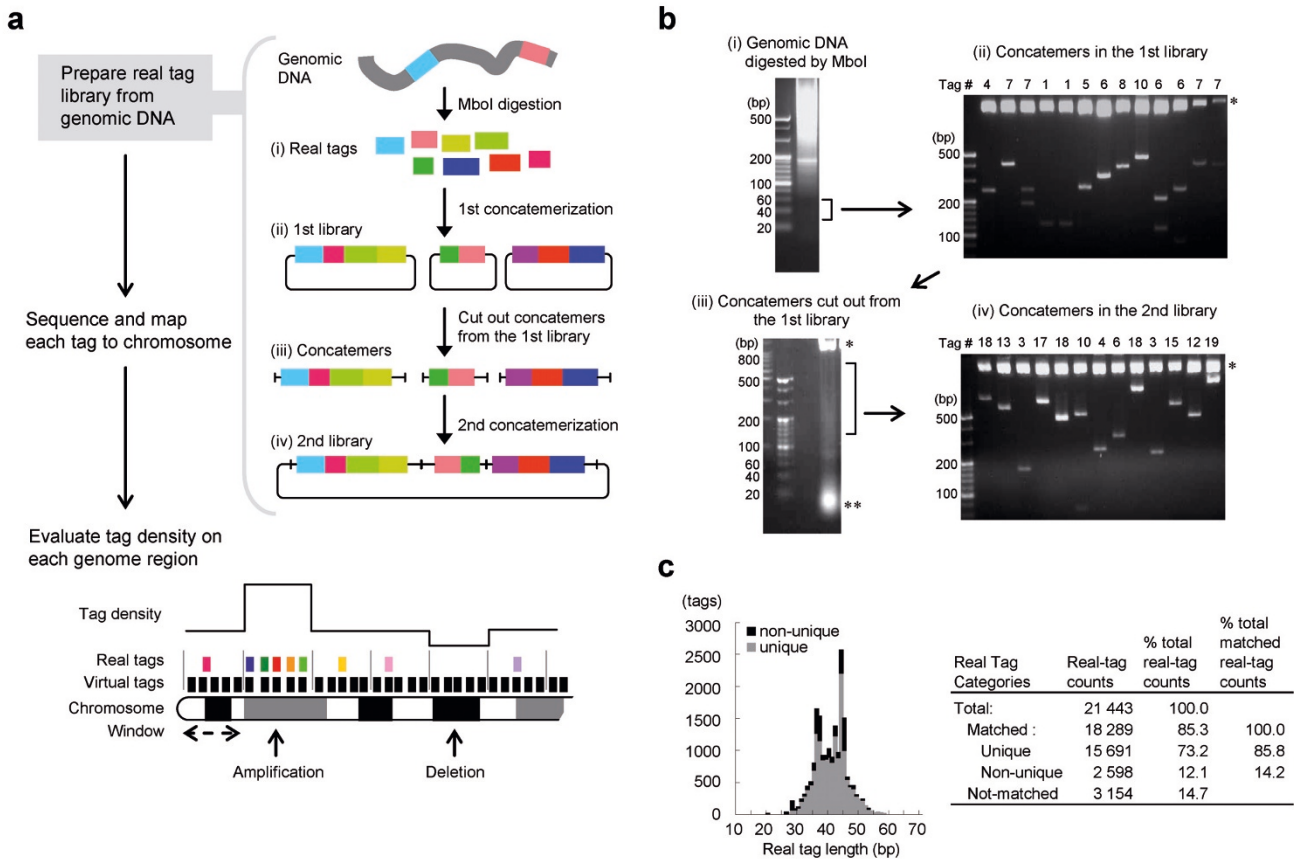 a
Prepare real tag
library from
genomic DNA
Sequence and map
each tag to chromosome
Evaluate tag density on
each genome region
Genomic
DNA
MboI digestion
(i) Real tags
1st concatemerization
(ii) 1st library
Cut out concatemers
from the 1st library
(iii) Concatemers
2nd concatemerization
(iv) 2nd library
Tag density
Real tags
Virtual tags
Chromosome
Window
Amplification
Deletion
b
(i) Genomic DNA
digested by MboI
(bp)
500
200
100
60
40
20
(ii) Concatemers in the 1st library
Tag # 4 7 7 1 1 5 6 8 10 6 6 7 7
*
(bp)
500
200
100
(iii) Concatemers cut out from
the 1st library
(bp)
800
500
200
100
60
40
20
*
**
(iv) Concatemers in the 2nd library
Tag # 18 13 3 17 18 10 4 6 18 3 15 12 19
*
(bp)
500
200
100
c
(tags)
3000
2500
2000
1500
1000
500
0
non-unique
unique
10 20 30 40 50 60 70
Real tag length (bp)
Real Tag Categories Real-tag counts % total real-tag counts % total matched real-tag counts
Total: 21 443 100.0
Matched : 18 289 85.3 100.0
Unique 15 691 73.2 85.8
Non-unique 2 598 12.1 14.2
Not-matched 3 154 14.7